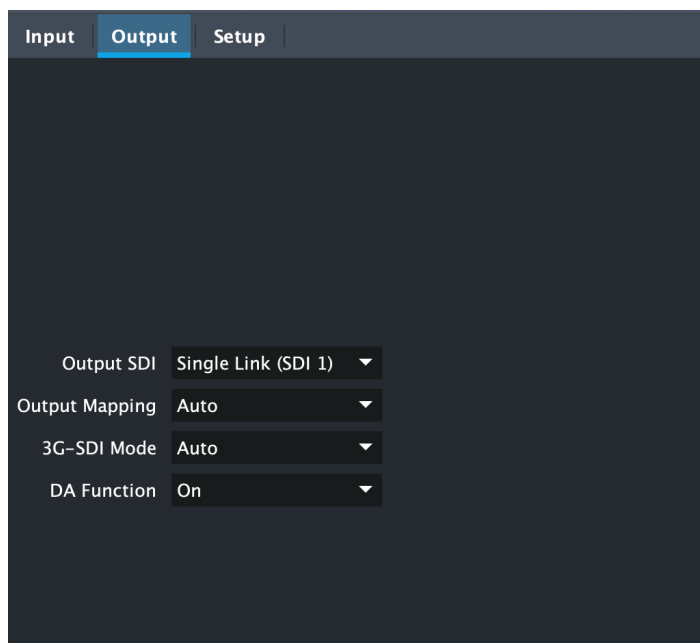 Input Output Setup
Output SDI Single Link (SDI 1)
Output Mapping Auto
3G-SDI Mode Auto
DA Function On